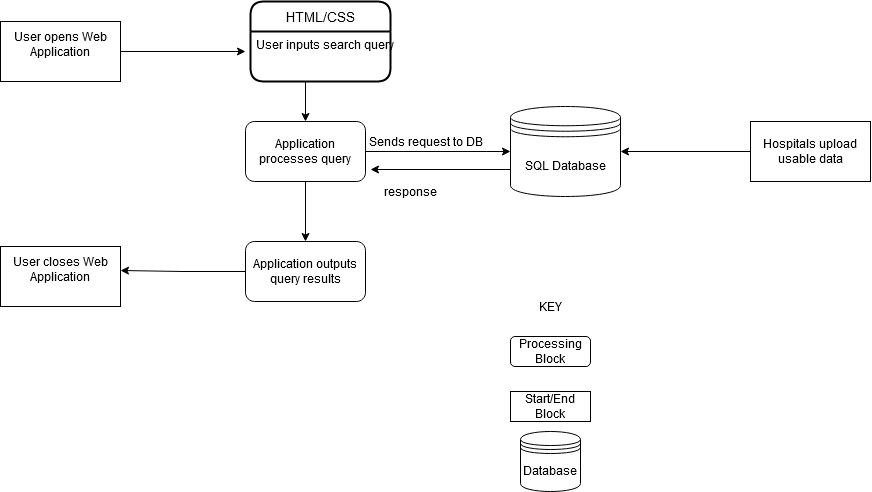 HTML/CSS
User opens Web
Application
User inputs search query
Application
processes query
Sends request to DB
response
SQL Database
Hospitals upload
usable data
User closes Web
Application
Application outputs
query results
KEY
Processing
Block
Start/End
Block
Database